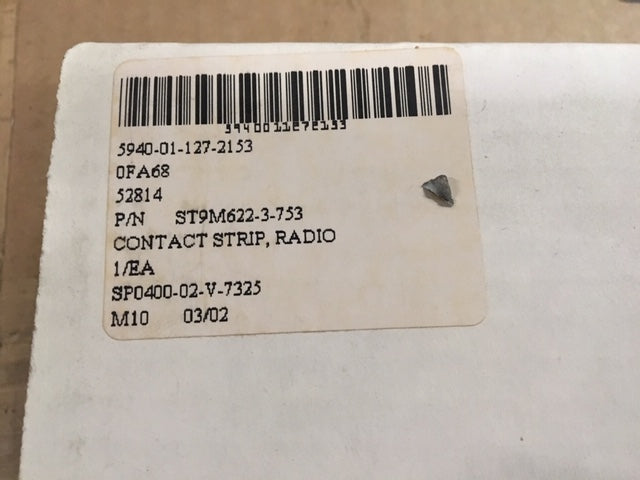 5940011272153
5940-01-127-2153
0FA68
52814
P/N ST9M622-3-753
CONTACT STRIP, RADIO
1/EA
SP0400-02-V-7325
M10 03/02